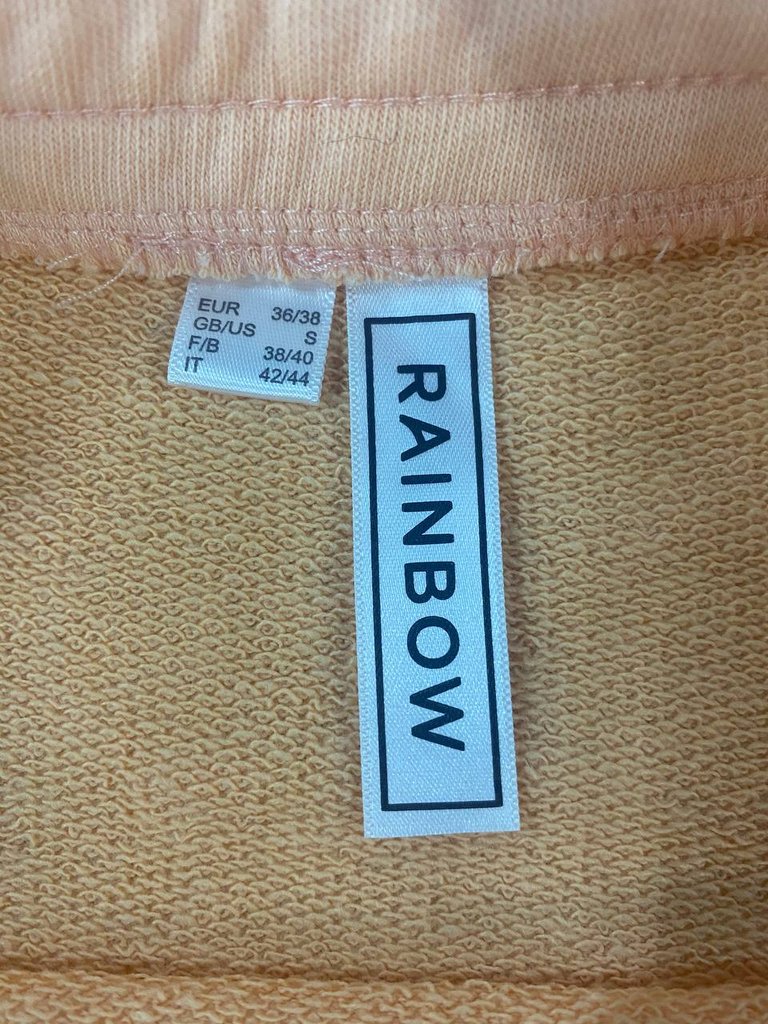 EUR 36/38
GB/US S
F/B 38/40
IT 42/44
RAINBOW